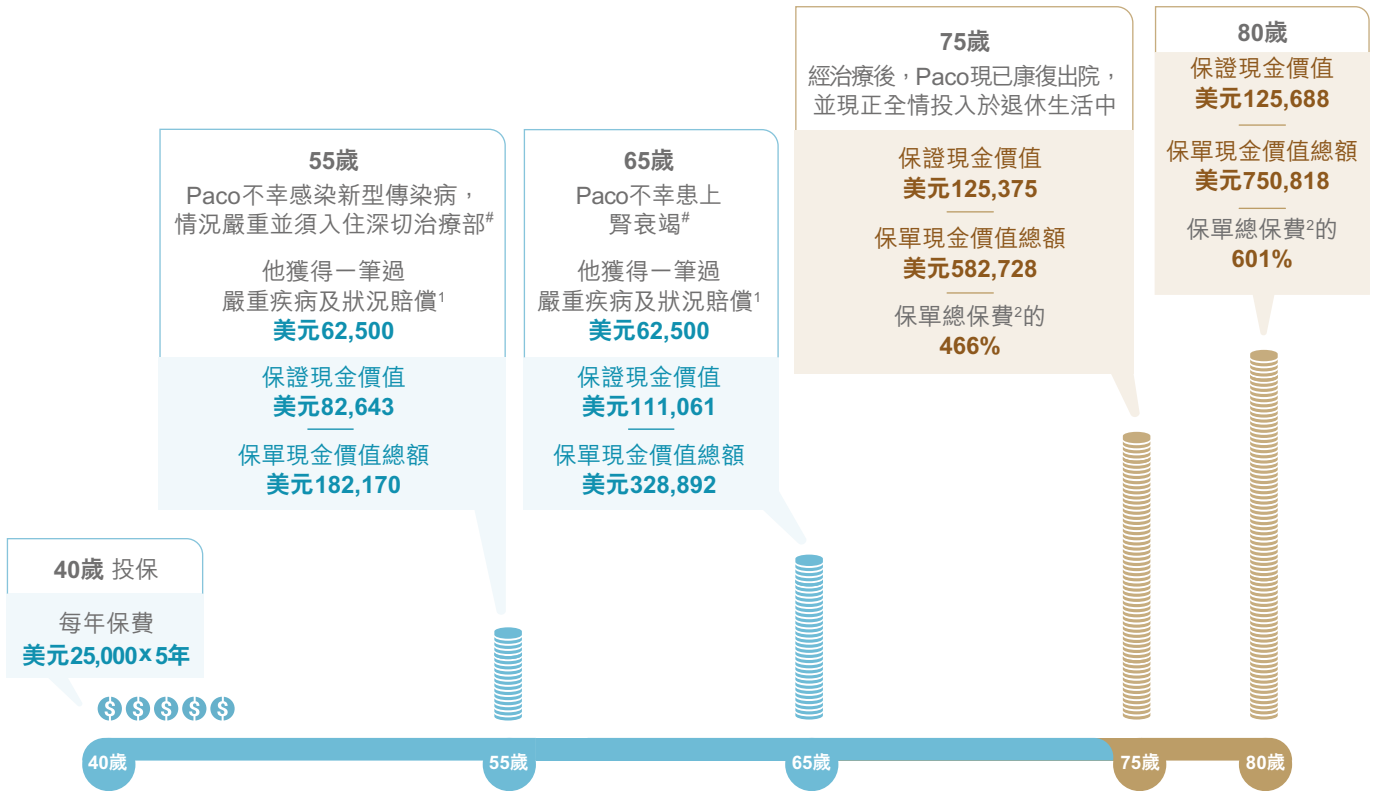 40歲 投保
每年保費
美元25,000x5年
55歲
Paco不幸感染新型傳染病，
情況嚴重並須入住深切治療部#
他獲得一筆過
嚴重疾病及狀況賠償1
美元62,500
保證現金價值
美元82,643
保單現金價值總額
美元182,170
65歲
Paco不幸患上
腎衰竭#
他獲得一筆過
嚴重疾病及狀況賠償1
美元62,500
保證現金價值
美元111,061
保單現金價值總額
美元328,892
75歲
經治療後，Paco現已康復出院，
並現正全情投入於退休生活中
保證現金價值
美元125,375
保單現金價值總額
美元582,728
保單總保費2的
466%
80歲
保證現金價值
美元125,688
保單現金價值總額
美元750,818
保單總保費2的
601%
$ $ $ $ $
40歲
55歲
65歲
75歲
80歲